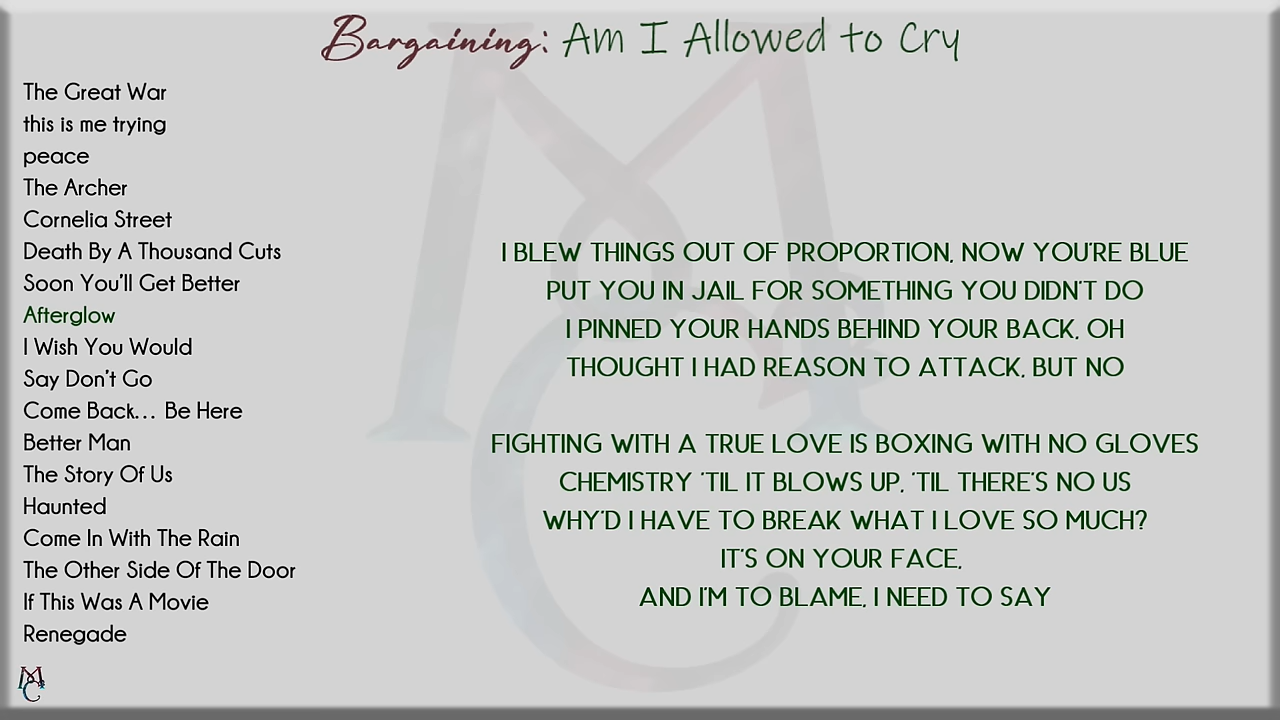 Bargaining: Am I Allowed to Cry
The Great War
this is me trying
peace
The Archer
Cornelia Street
Death By A Thousand Cuts
Soon You'll Get Better
Afterglow
I Wish You Would
Say Don't Go
Come Back... Be Here
Better Man
The Story Of Us
Haunted
Come In With The Rain
The Other Side Of The Door
If This Was A Movie
Renegade
I BLEW THINGS OUT OF PROPORTION, NOW YOU'RE BLUE
PUT YOU IN JAIL FOR SOMETHING YOU DIDN'T DO
I PINNED YOUR HANDS BEHIND YOUR BACK, OH
THOUGHT I HAD REASON TO ATTACK, BUT NO
FIGHTING WITH A TRUE LOVE IS BOXING WITH NO GLOVES
CHEMISTRY 'TIL IT BLOWS UP, 'TIL THERE'S NO US
WHY'D I HAVE TO BREAK WHAT I LOVE SO MUCH?
IT'S ON YOUR FACE,
AND I'M TO BLAME, I NEED TO SAY